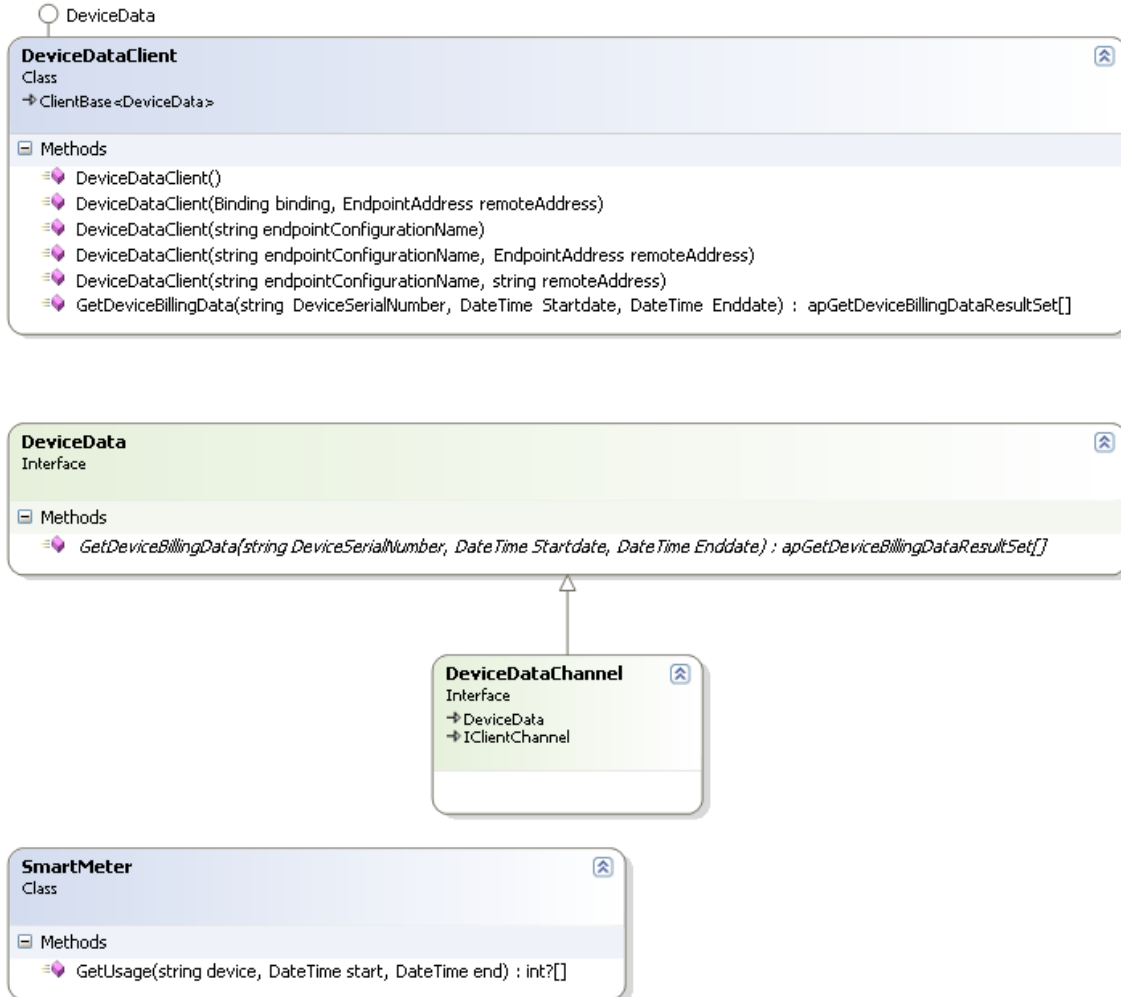 DeviceData
DeviceDataClient
Class
ClientBase<DeviceData>
Methods
DeviceDataClient()
DeviceDataClient(Binding binding, EndpointAddress remoteAddress)
DeviceDataClient(string endpointConfigurationName)
DeviceDataClient(string endpointConfigurationName, EndpointAddress remoteAddress)
DeviceDataClient(string endpointConfigurationName, string remoteAddress)
GetDeviceBillingData(string DeviceSerialNumber, DateTime Startdate, DateTime Enddate) : apGetDeviceBillingDataResultSet[]
DeviceData
Interface
Methods
GetDeviceBillingData(string DeviceSerialNumber, DateTime Startdate, DateTime Enddate) : apGetDeviceBillingDataResultSet[]
DeviceDataChannel
Interface
DeviceData
IClientChannel
SmartMeter
Class
Methods
GetUsage(string device, DateTime start, DateTime end) : int?[]